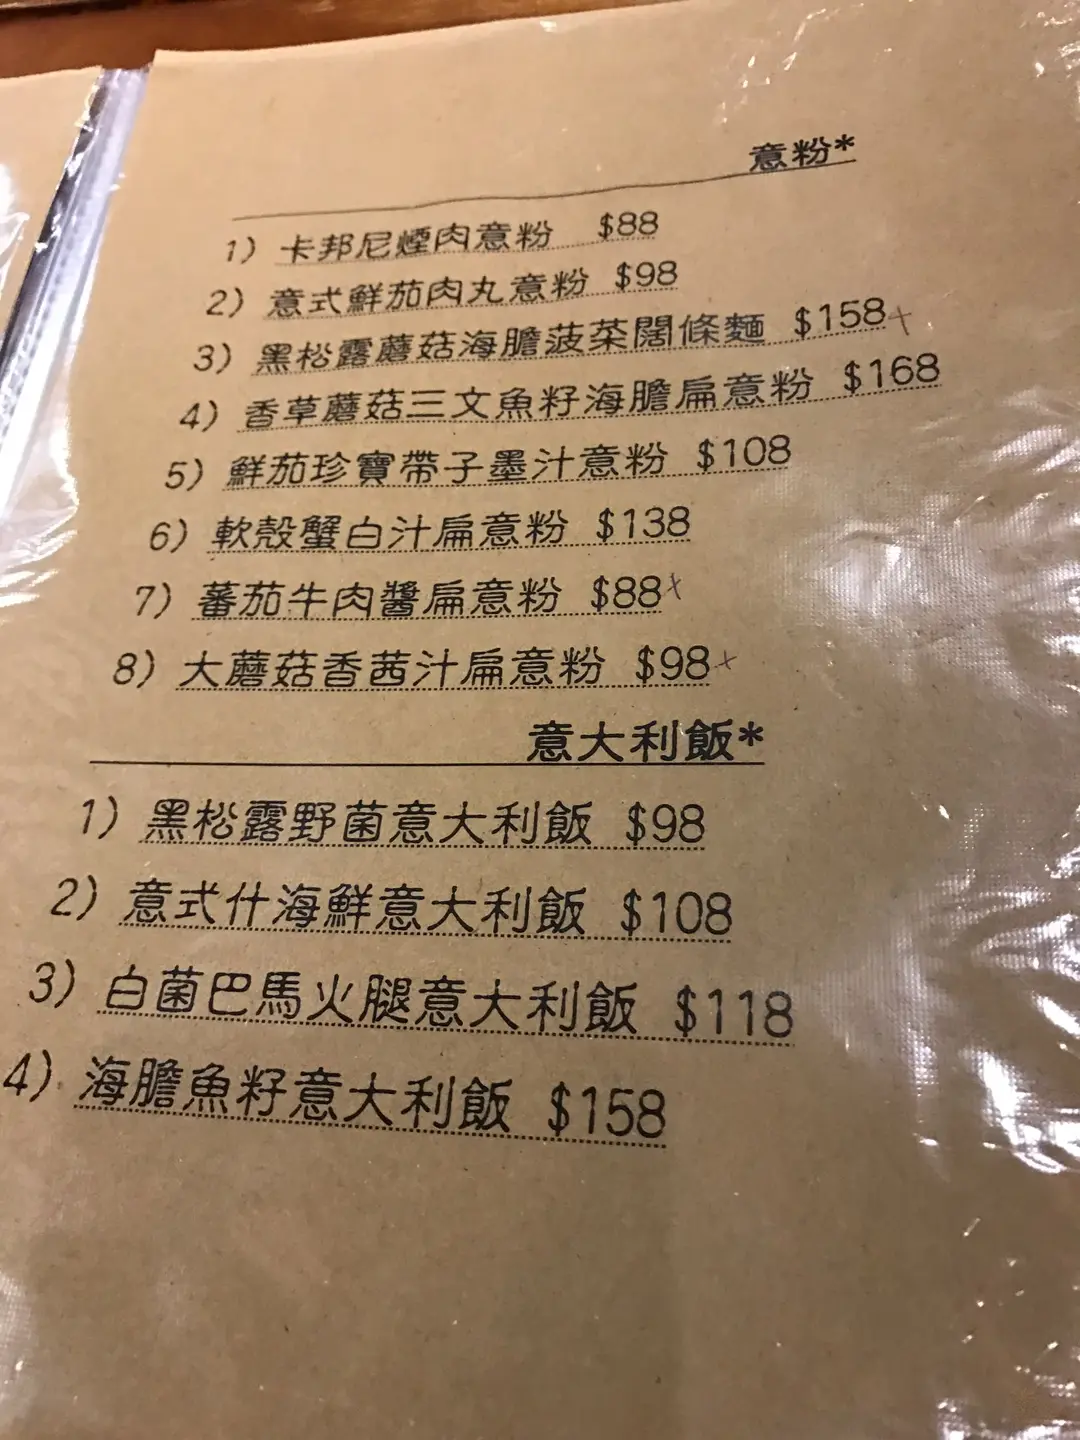 意粉*
1) 卡邦尼煙肉意粉 $88
2) 意式鮮茄肉丸意粉 $98
3) 黑松露蘑菇海膽菠菜闊條麵 $158 x
4) 香草蘑菇三文魚籽海膽扁意粉 $168
5) 鮮茄珍寶帶子墨汁意粉 $108
6) 軟殼蟹白汁扁意粉 $138
7) 蕃茄牛肉醬扁意粉 $88 x
8) 大蘑菇香茜汁扁意粉 $98 x
意大利飯*
1) 黑松露野菌意大利飯 $98
2) 意式什海鮮意大利飯 $108
3) 白菌巴馬火腿意大利飯 $118
4) 海膽魚籽意大利飯 $158